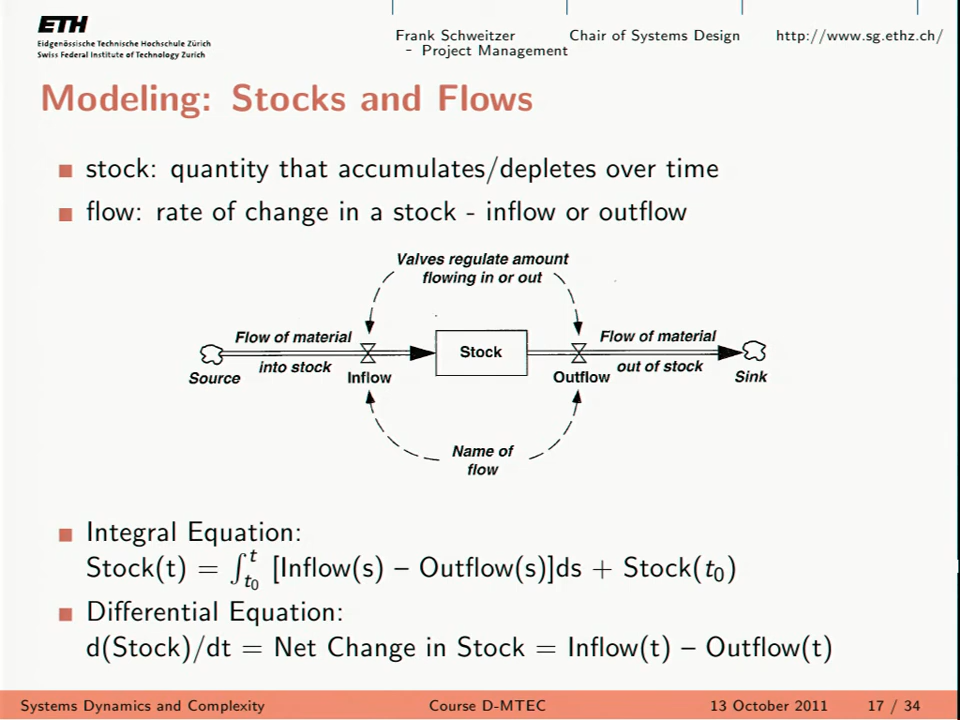 ETH
Eidgenössische Technische Hochschule Zürich
Swiss Federal Institute of Technology Zurich
Frank Schweitzer
- Project Management
Chair of Systems Design
http://www.sg.ethz.ch/
Modeling: Stocks and Flows
stock: quantity that accumulates/depletes over time
flow: rate of change in a stock - inflow or outflow
Valves regulate amount
flowing in or out
Flow of material
into stock
Source
Inflow
Stock
Outflow
Flow of material
out of stock
Sink
Name of
flow
Integral Equation:
Stock(t) = ∫_{t₀}^{t} [Inflow(s) – Outflow(s)]ds + Stock(t₀)
Differential Equation:
d(Stock)/dt = Net Change in Stock = Inflow(t) – Outflow(t)
Systems Dynamics and Complexity
Course D-MTEC
13 October 2011
17 / 34